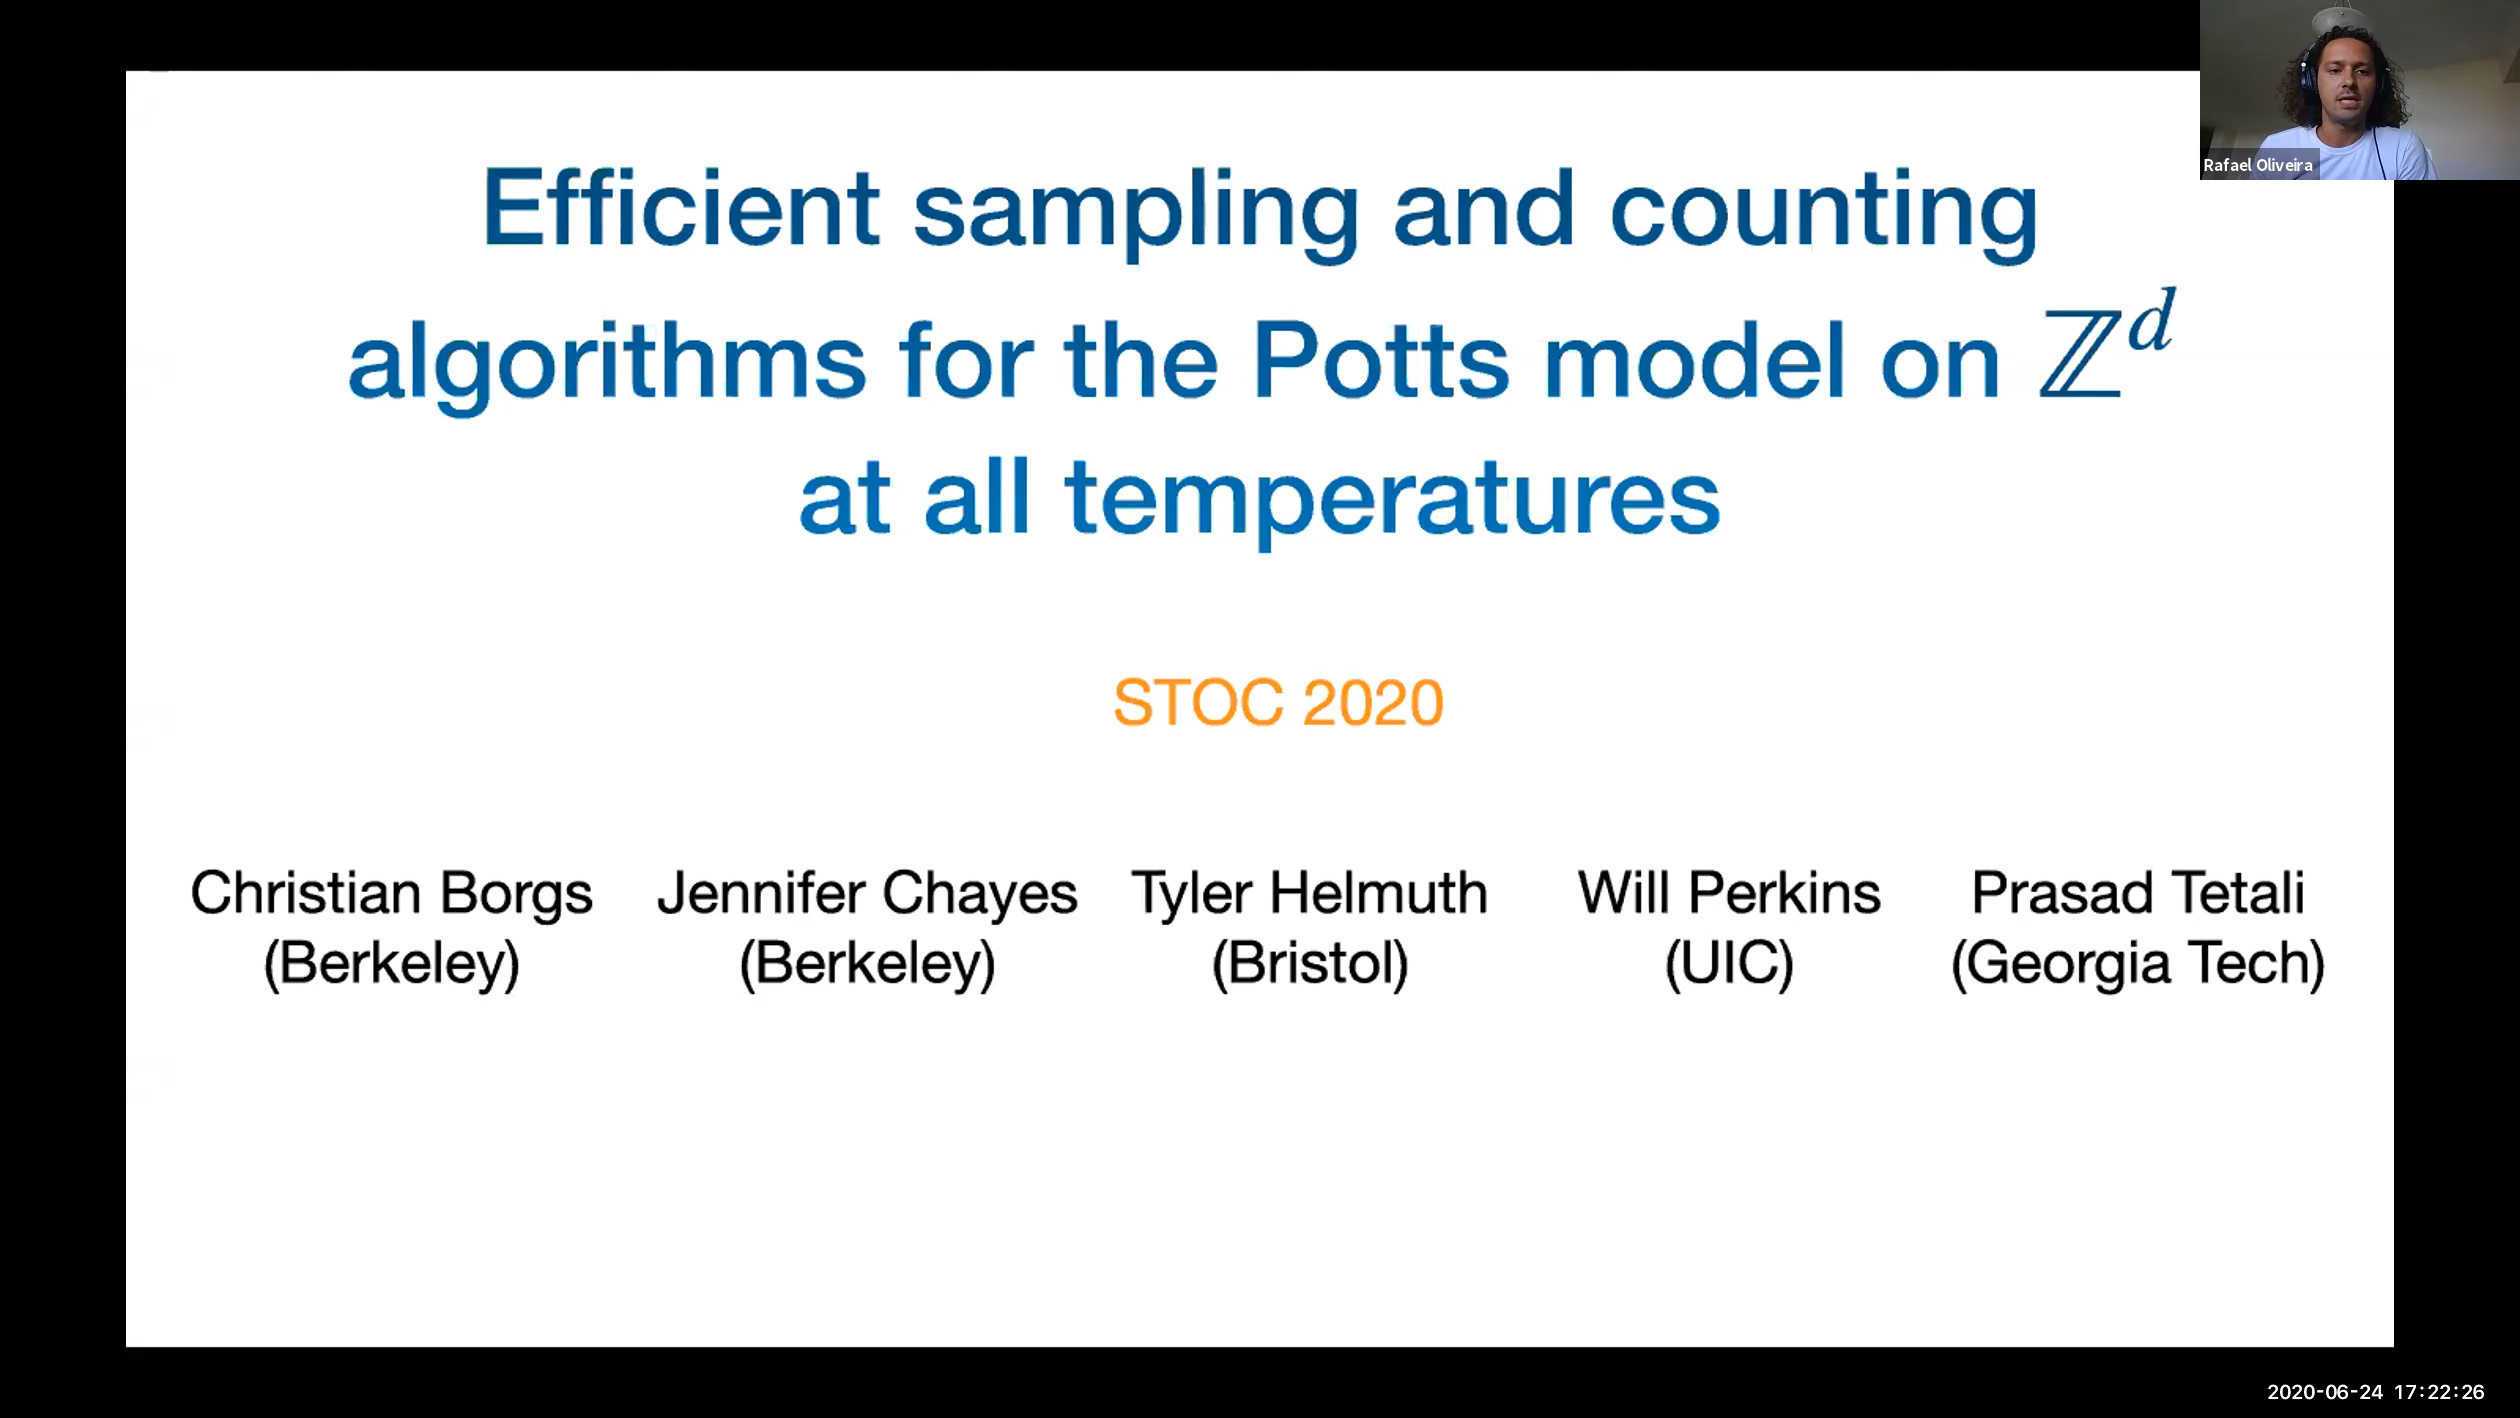 Rafael Oliveira
Efficient sampling and counting
algorithms for the Potts model on ℤ^d
at all temperatures
STOC 2020
Christian Borgs Jennifer Chayes Tyler Helmuth Will Perkins Prasad Tetali
(Berkeley) (Berkeley) (Bristol) (UIC) (Georgia Tech)
2020-06-24 17:22:26